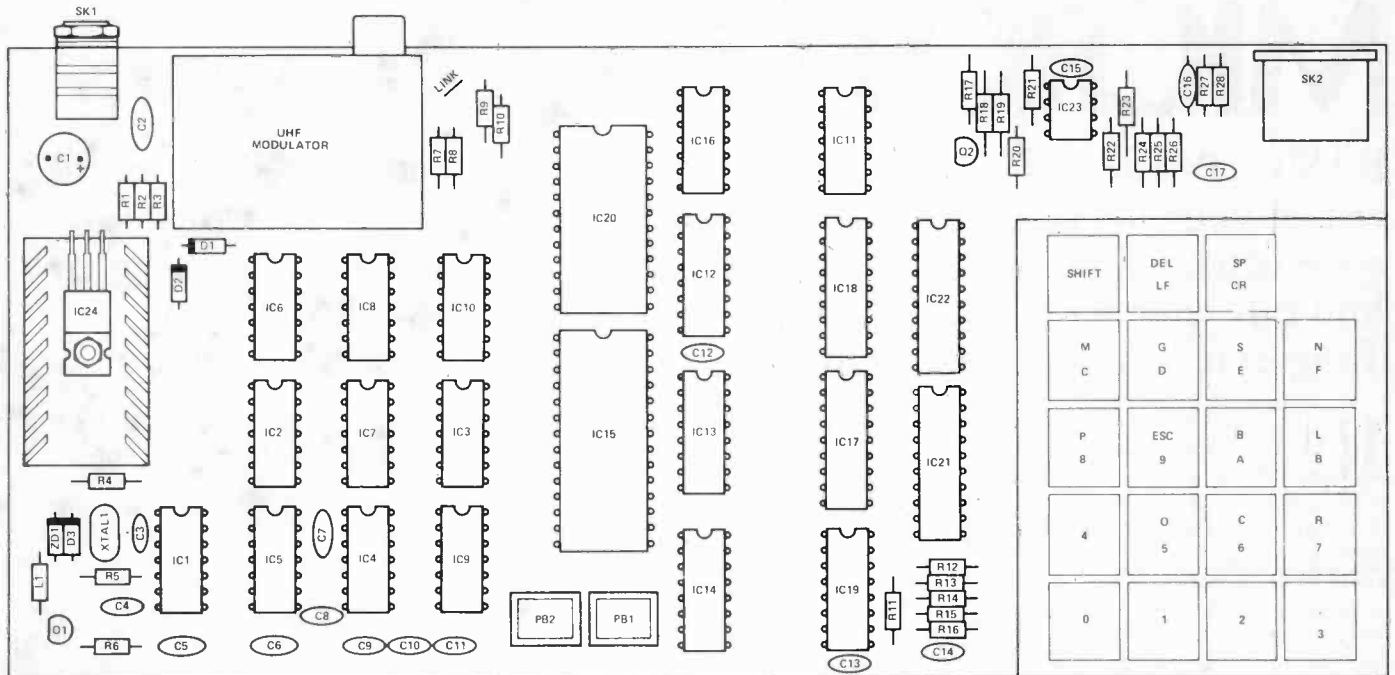 SK1
UHF
MODULATOR
LINK
C1
+
C2
R1
R2
R3
R7
R8
R9
R10
D1
D2
IC24
IC6
IC8
IC10
IC2
IC7
IC3
IC1
IC5
IC4
IC9
R4
ZD1
D3
XTAL1
C3
C7
L1
R5
C4
Q1
R6
C5
C6
C8
C9
C10
C11
IC20
IC15
PB2
PB1
IC16
IC12
C12
IC13
IC14
IC11
IC18
IC17
IC19
C13
IC22
IC21
R11
R12
R13
R14
R15
R16
C14
R17
R18
R19
Q2
R20
R21
C15
IC23
R22
R23
R24
R25
R26
C16
R27
R28
C17
SK2
SHIFT
DEL
LF
SP
CR
M
C
G
D
S
E
N
F
P
8
ESC
9
B
A
L
B
4
O
5
C
6
R
7
0
1
2
3